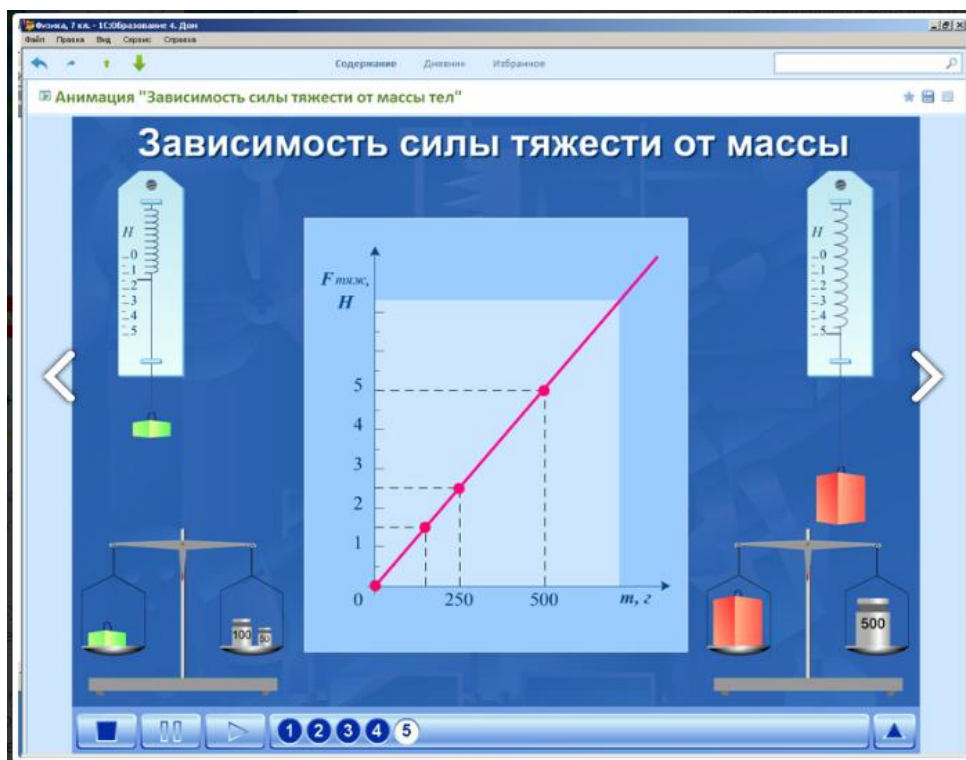 Физика, 7 кл. - 1С:Образование 4. Дом
Файл Правка Вид Сервис Справка
Содержание Дневник Избранное
Анимация "Зависимость силы тяжести от массы тел"
Зависимость силы тяжести от массы
H
0
1
2
3
4
5
F тяж,
H
5
4
3
2
1
0 250 500 m, г
H
0
1
2
3
4
5
100 50
500
1 2 3 4 5